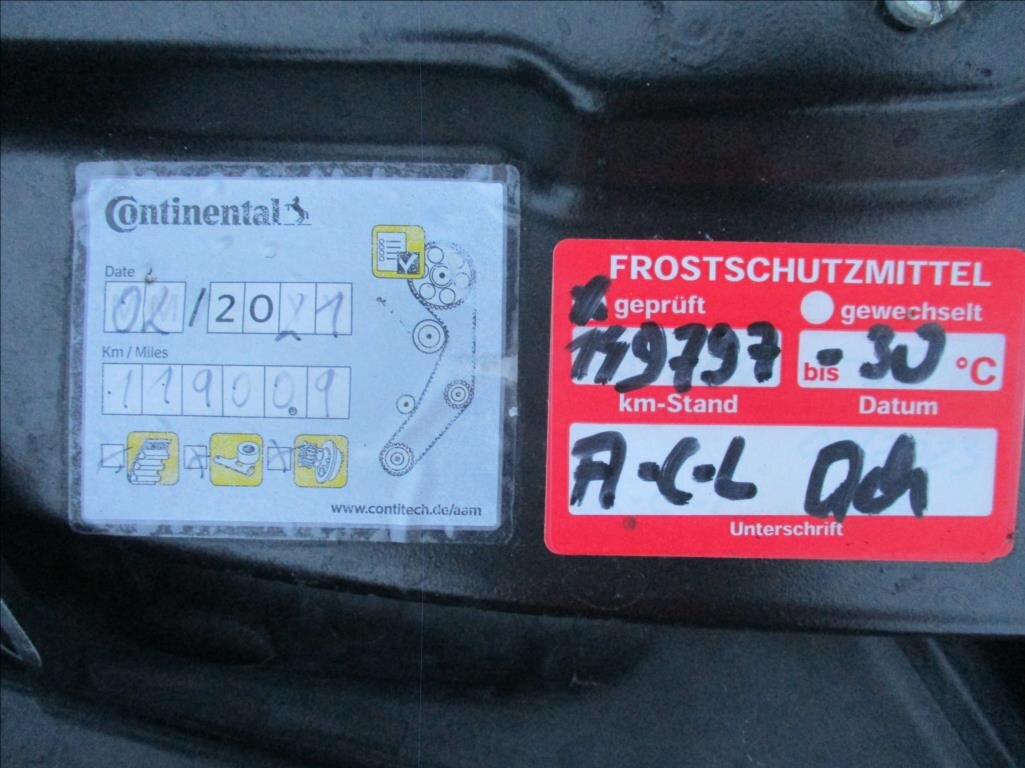 Continental
Date
02/2021
Km / Miles
119009
www.contitech.de/aam
FROSTSCHUTZMITTEL
geprüft gewechselt
bis -30 °C
km-Stand Datum
A-C-L
Unterschrift